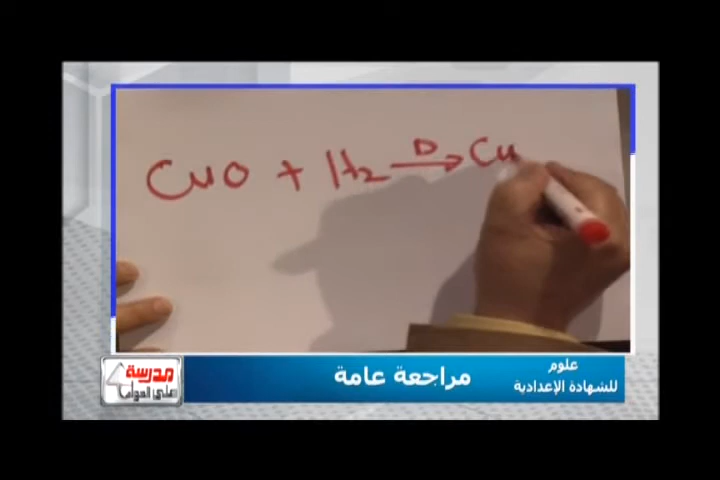 CuO + H₂ →Δ Cu
علوم
للشهادة الإعدادية
مراجعة عامة
مدرسة
على الهواء